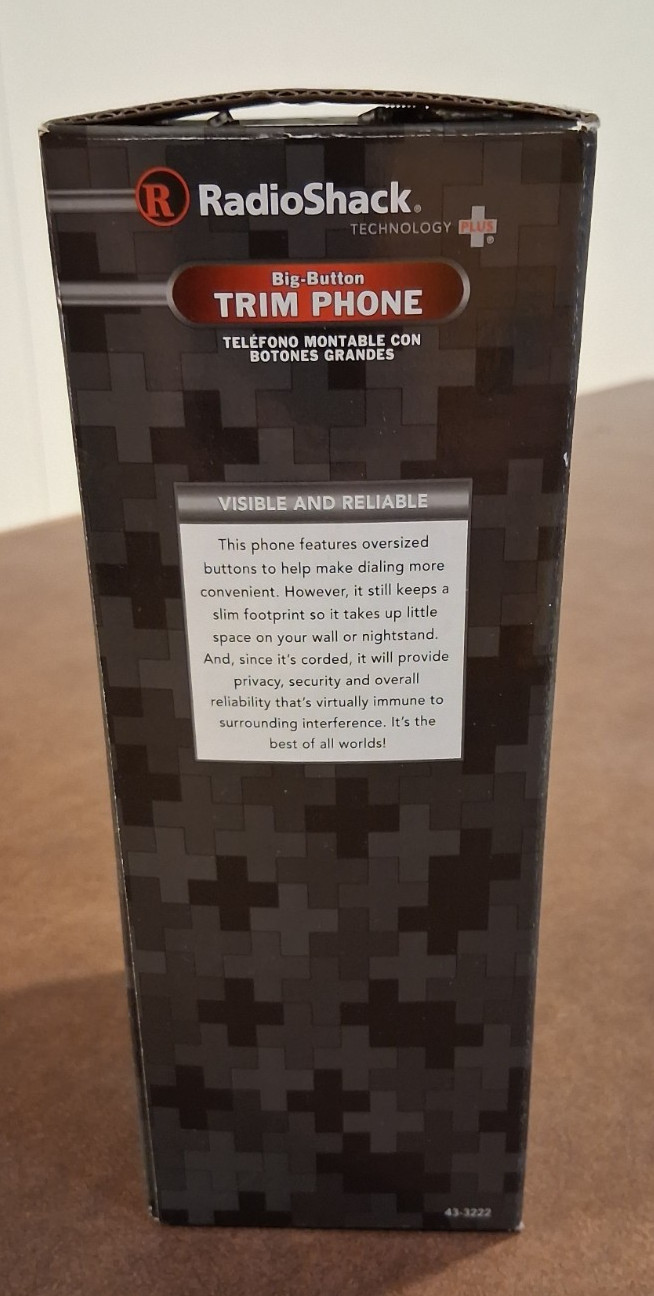 R RadioShack®
TECHNOLOGY PLUS®
Big-Button
TRIM PHONE
TELÉFONO MONTABLE CON
BOTONES GRANDES
VISIBLE AND RELIABLE
This phone features oversized
buttons to help make dialing more
convenient. However, it still keeps a
slim footprint so it takes up little
space on your wall or nightstand.
And, since it's corded, it will provide
privacy, security and overall
reliability that's virtually immune to
surrounding interference. It's the
best of all worlds!
43-3222